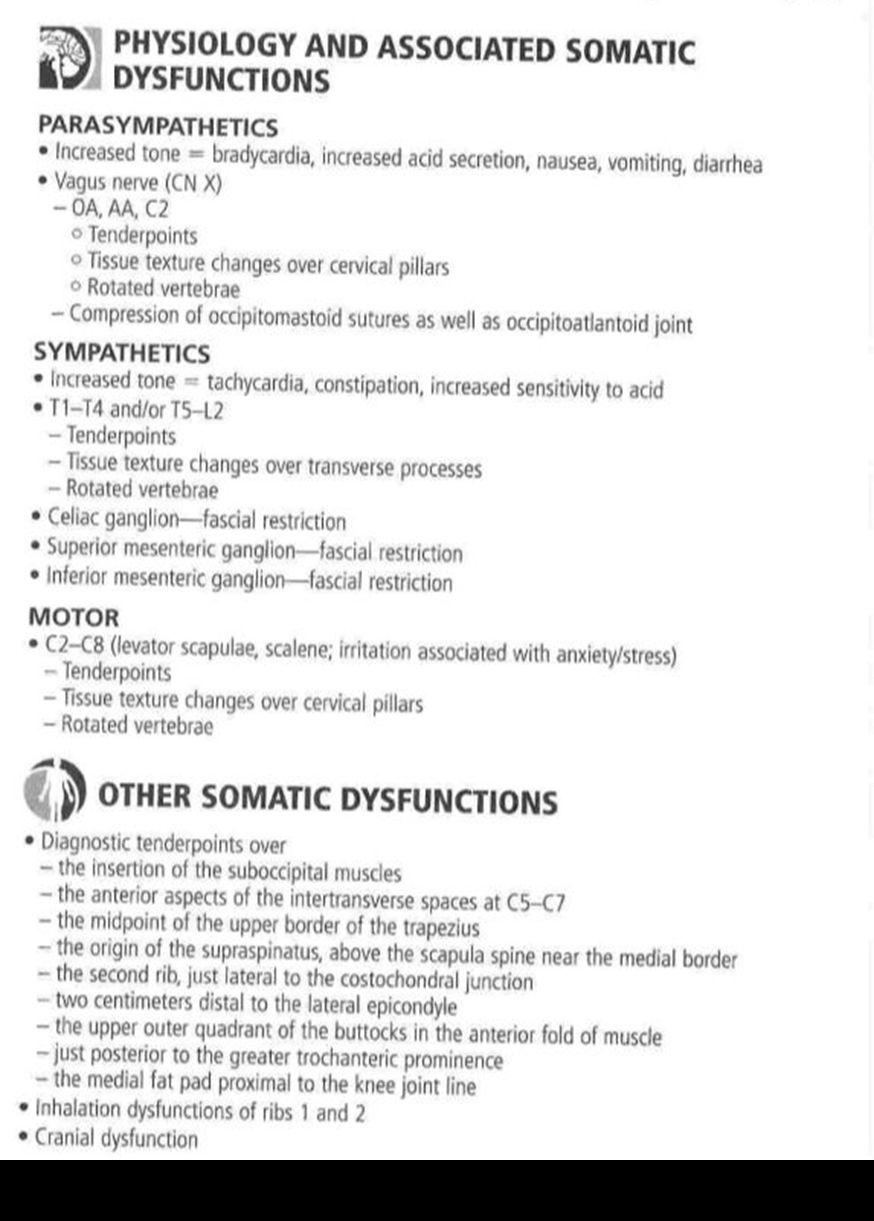 PHYSIOLOGY AND ASSOCIATED SOMATIC
DYSFUNCTIONS
PARASYMPATHETICS
• Increased tone = bradycardia, increased acid secretion, nausea, vomiting, diarrhea
• Vagus nerve (CN X)
– OA, AA, C2
○ Tenderpoints
○ Tissue texture changes over cervical pillars
○ Rotated vertebrae
– Compression of occipitomastoid sutures as well as occipitoatlantoid joint
SYMPATHETICS
• Increased tone = tachycardia, constipation, increased sensitivity to acid
• T1–T4 and/or T5–L2
– Tenderpoints
– Tissue texture changes over transverse processes
– Rotated vertebrae
• Celiac ganglion—fascial restriction
• Superior mesenteric ganglion—fascial restriction
• Inferior mesenteric ganglion—fascial restriction
MOTOR
• C2–C8 (levator scapulae, scalene; irritation associated with anxiety/stress)
– Tenderpoints
– Tissue texture changes over cervical pillars
– Rotated vertebrae
OTHER SOMATIC DYSFUNCTIONS
• Diagnostic tenderpoints over
– the insertion of the suboccipital muscles
– the anterior aspects of the intertransverse spaces at C5–C7
– the midpoint of the upper border of the trapezius
– the origin of the supraspinatus, above the scapula spine near the medial border
– the second rib, just lateral to the costochondral junction
– two centimeters distal to the lateral epicondyle
– the upper outer quadrant of the buttocks in the anterior fold of muscle
– just posterior to the greater trochanteric prominence
– the medial fat pad proximal to the knee joint line
• Inhalation dysfunctions of ribs 1 and 2
• Cranial dysfunction